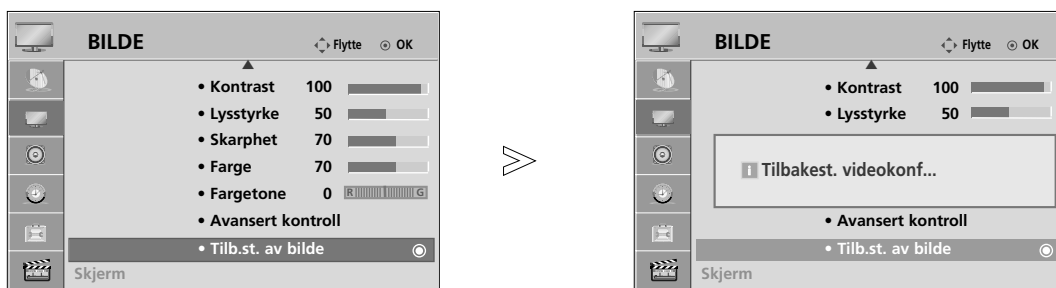 BILDE Flytte OK
• Kontrast 100
• Lysstyrke 50
• Skarphet 70
• Farge 70
• Fargetone 0 R G
• Avansert kontroll
• Tilb.st. av bilde
Skjerm
BILDE Flytte OK
• Kontrast 100
• Lysstyrke 50
i Tilbakest. videokonf...
• Avansert kontroll
• Tilb.st. av bilde
Skjerm